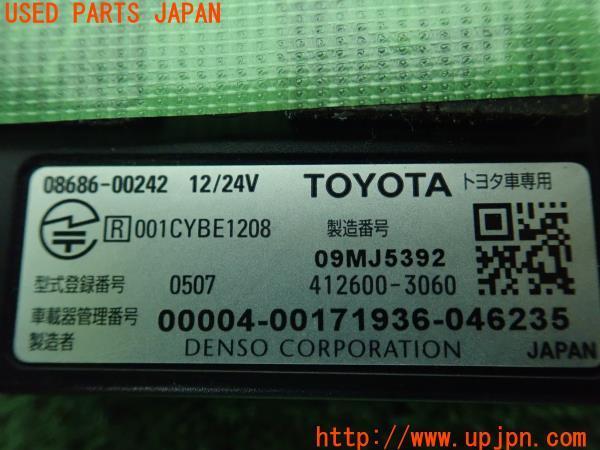 USED PARTS JAPAN
08686-00242 12/24V TOYOTA トヨタ車専用
R 001CYBE1208 製造番号
09MJ5392
型式登録番号 0507 412600-3060
車載器管理番号 00004-00171936-046235
製造者 DENSO CORPORATION JAPAN
UPJ http://www.upjpn.com